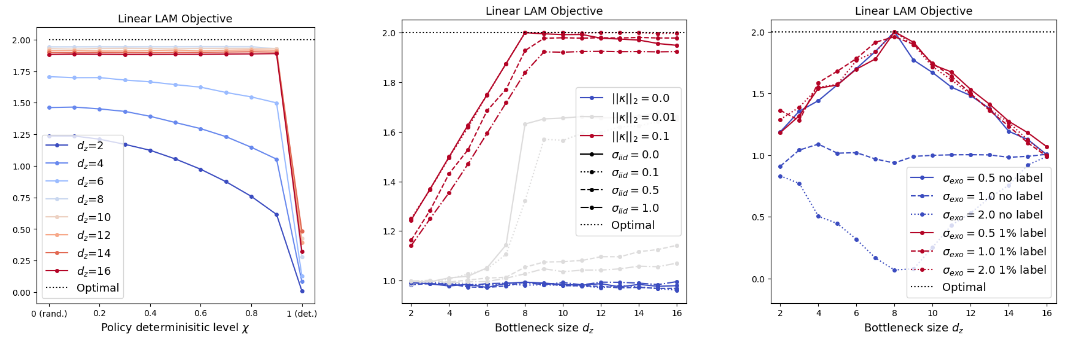 Linear LAM Objective
2.00
1.75
1.50
1.25
1.00
0.75
0.50
0.25
0.00
d_z=2
d_z=4
d_z=6
d_z=8
d_z=10
d_z=12
d_z=14
d_z=16
Optimal
0 (rand.) 0.2 0.4 0.6 0.8 1 (det.)
Policy determinisitic level χ
Linear LAM Objective
2.0
1.8
1.6
1.4
1.2
1.0
||κ||₂ = 0.0
||κ||₂ = 0.01
||κ||₂ = 0.1
σ_iid = 0.0
σ_iid = 0.1
σ_iid = 0.5
σ_iid = 1.0
Optimal
2 4 6 8 10 12 14 16
Bottleneck size d_z
Linear LAM Objective
2.0
1.5
1.0
0.5
0.0
σ_exo = 0.5 no label
σ_exo = 1.0 no label
σ_exo = 2.0 no label
σ_exo = 0.5 1% label
σ_exo = 1.0 1% label
σ_exo = 2.0 1% label
Optimal
2 4 6 8 10 12 14 16
Bottleneck size d_z